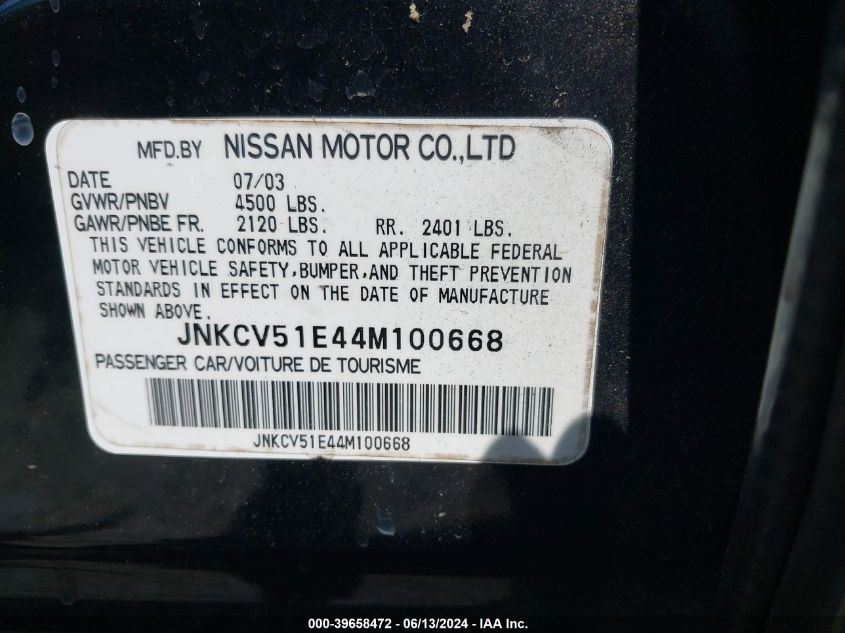 MFD.BY NISSAN MOTOR CO.,LTD
DATE 07/03
GVWR/PNBV 4500 LBS.
GAWR/PNBE FR. 2120 LBS. RR. 2401 LBS.
THIS VEHICLE CONFORMS TO ALL APPLICABLE FEDERAL
MOTOR VEHICLE SAFETY,BUMPER,AND THEFT PREVENTION
STANDARDS IN EFFECT ON THE DATE OF MANUFACTURE
SHOWN ABOVE.
JNKCV51E44M100668
PASSENGER CAR/VOITURE DE TOURISME
JNKCV51E44M100668
000-39658472 - 06/13/2024 - IAA, Inc.